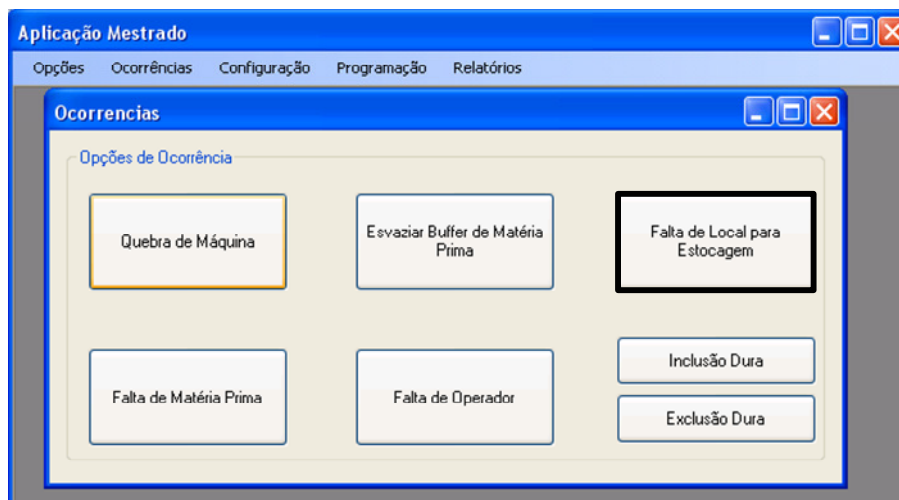 Aplicação Mestrado
Opções Ocorrências Configuração Programação Relatórios
Ocorrencias
Opções de Ocorrência
Quebra de Máquina
Esvaziar Buffer de Matéria
Prima
Falta de Local para
Estocagem
Falta de Matéria Prima
Falta de Operador
Inclusão Dura
Exclusão Dura